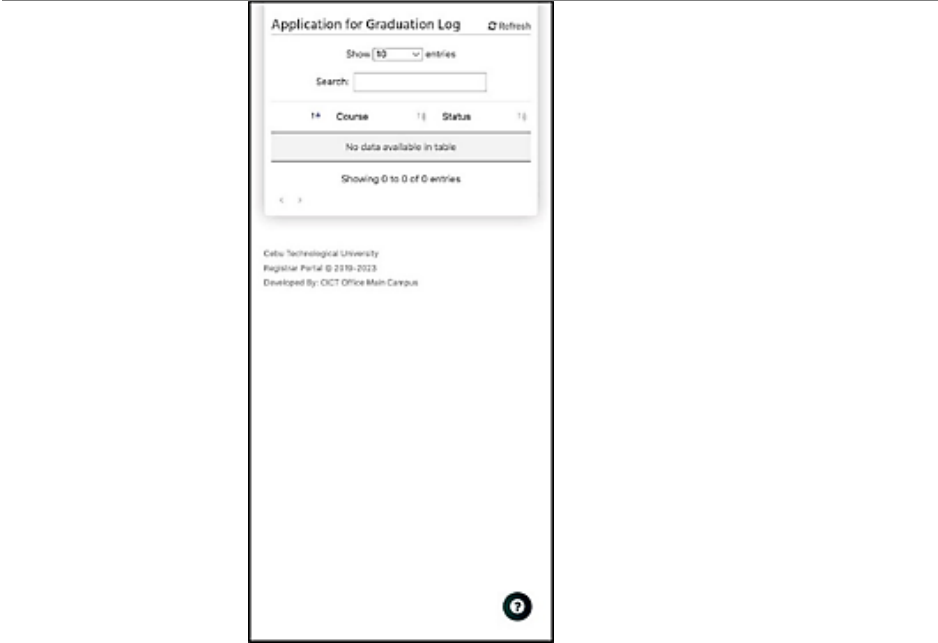 Application for Graduation Log Refresh
Show 10 entries
Search:
Course Status
No data available in table
Showing 0 to 0 of 0 entries
Cebu Technological University
Registrar Portal © 2019-2023
Developed By: CICT Office Main Campus
?